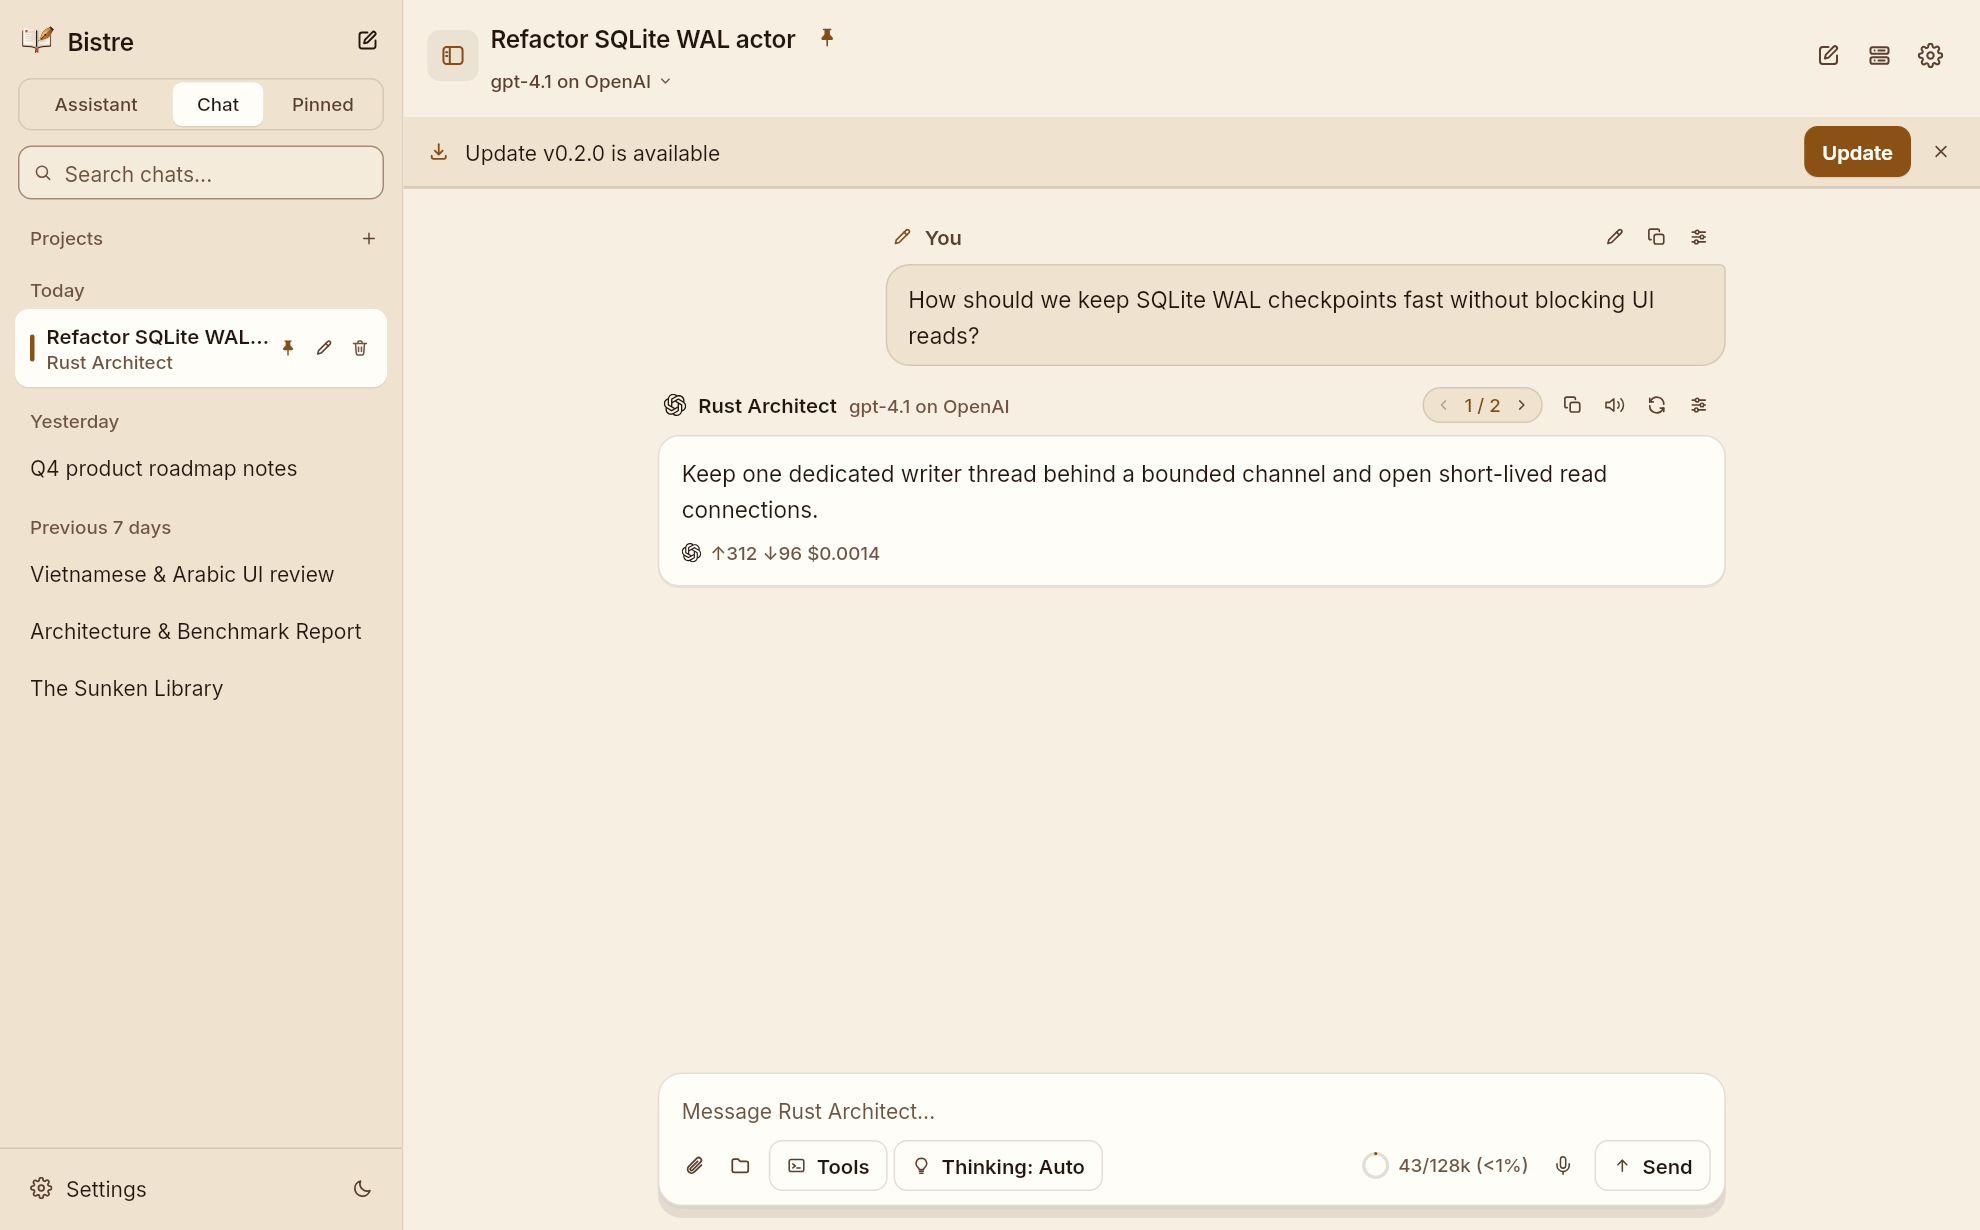 Bistre
Assistant
Chat
Pinned
Search chats...
Projects
Today
Refactor SQLite WAL...
Rust Architect
Yesterday
Q4 product roadmap notes
Previous 7 days
Vietnamese & Arabic UI review
Architecture & Benchmark Report
The Sunken Library
Settings
Refactor SQLite WAL actor
gpt-4.1 on OpenAI
Update v0.2.0 is available
Update
You
How should we keep SQLite WAL checkpoints fast without blocking UI
reads?
Rust Architect gpt-4.1 on OpenAI
1 / 2
Keep one dedicated writer thread behind a bounded channel and open short-lived read
connections.
↑312 ↓96 $0.0014
Message Rust Architect...
Tools
Thinking: Auto
43/128k (<1%)
Send